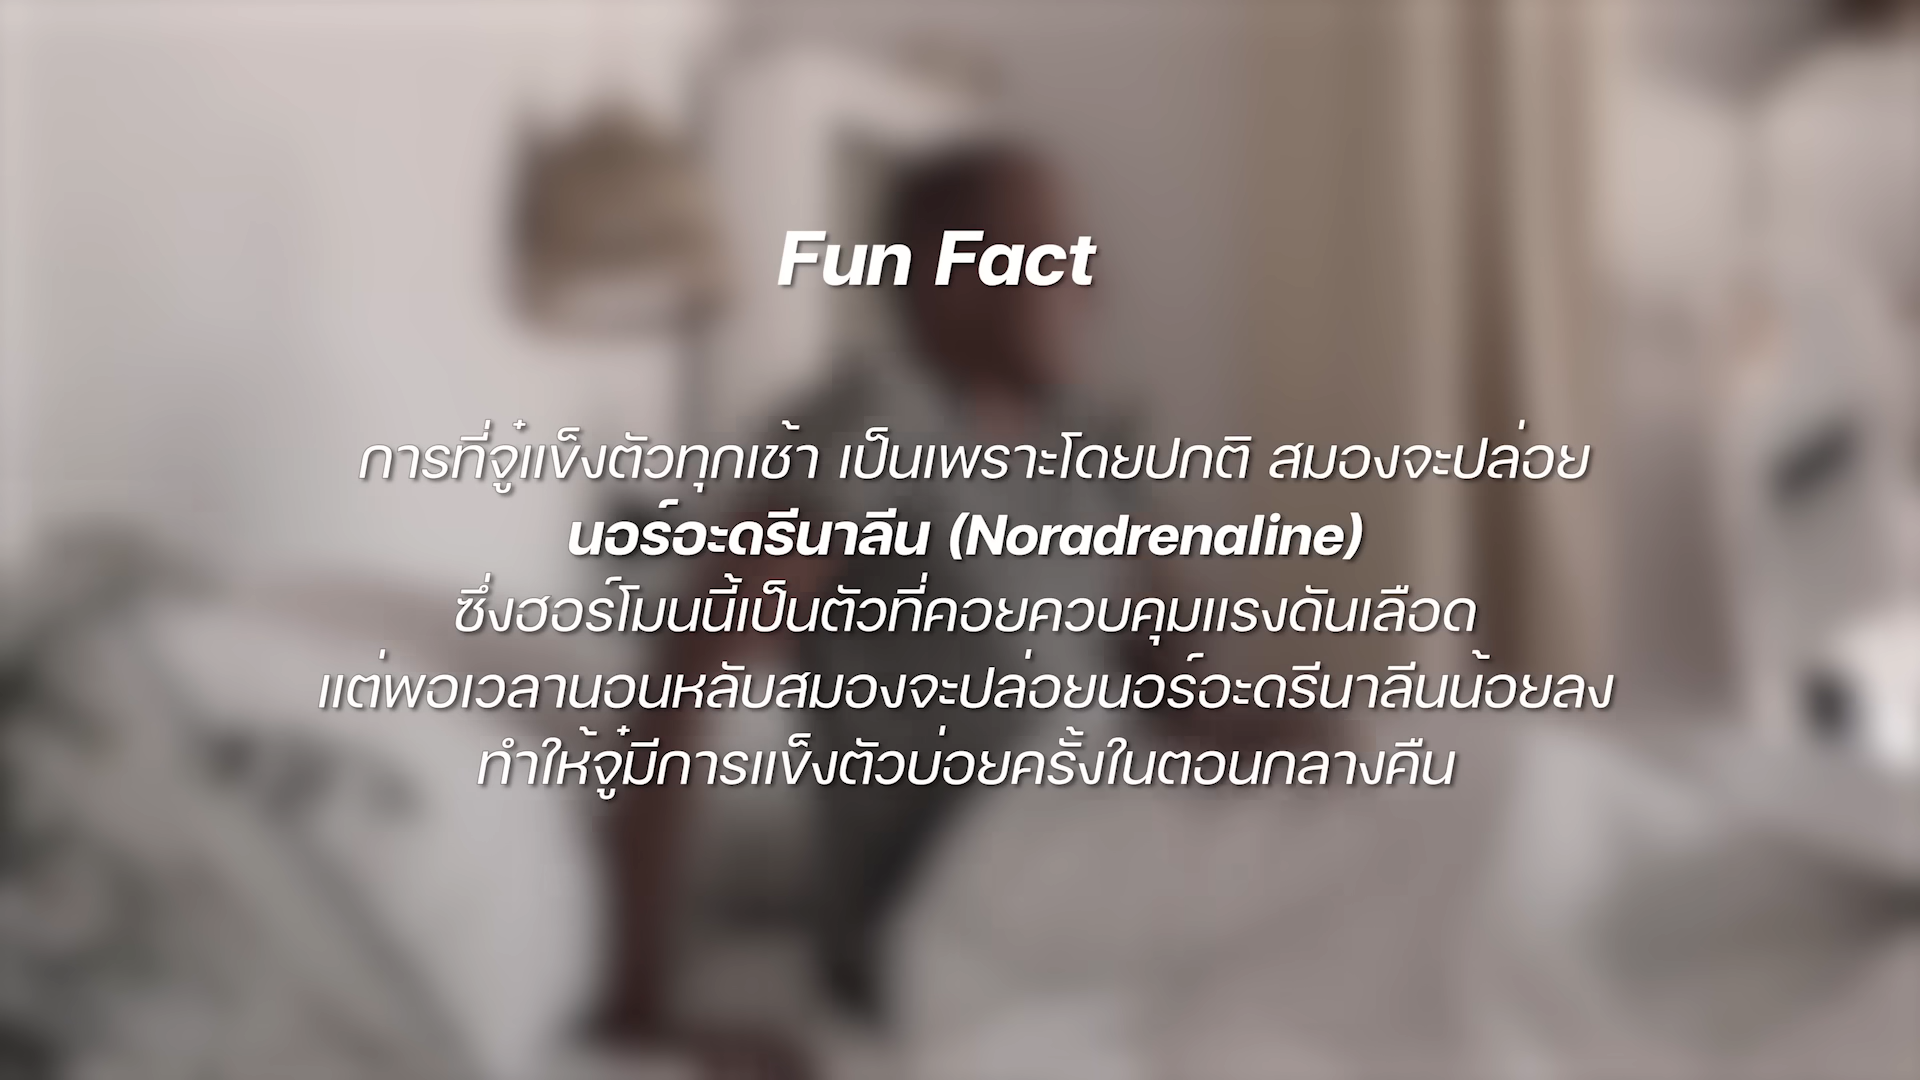 Fun Fact
การที่จู๋แข็งตัวทุกเช้า เป็นเพราะโดยปกติ สมองจะปล่อย
นอร์อะดรีนาลีน (Noradrenaline)
ซึ่งฮอร์โมนนี้เป็นตัวที่คอยควบคุมแรงดันเลือด
แต่พอเวลานอนหลับสมองจะปล่อยนอร์อะดรีนาลีนน้อยลง
ทำให้จู๋มีการแข็งตัวบ่อยครั้งในตอนกลางคืน